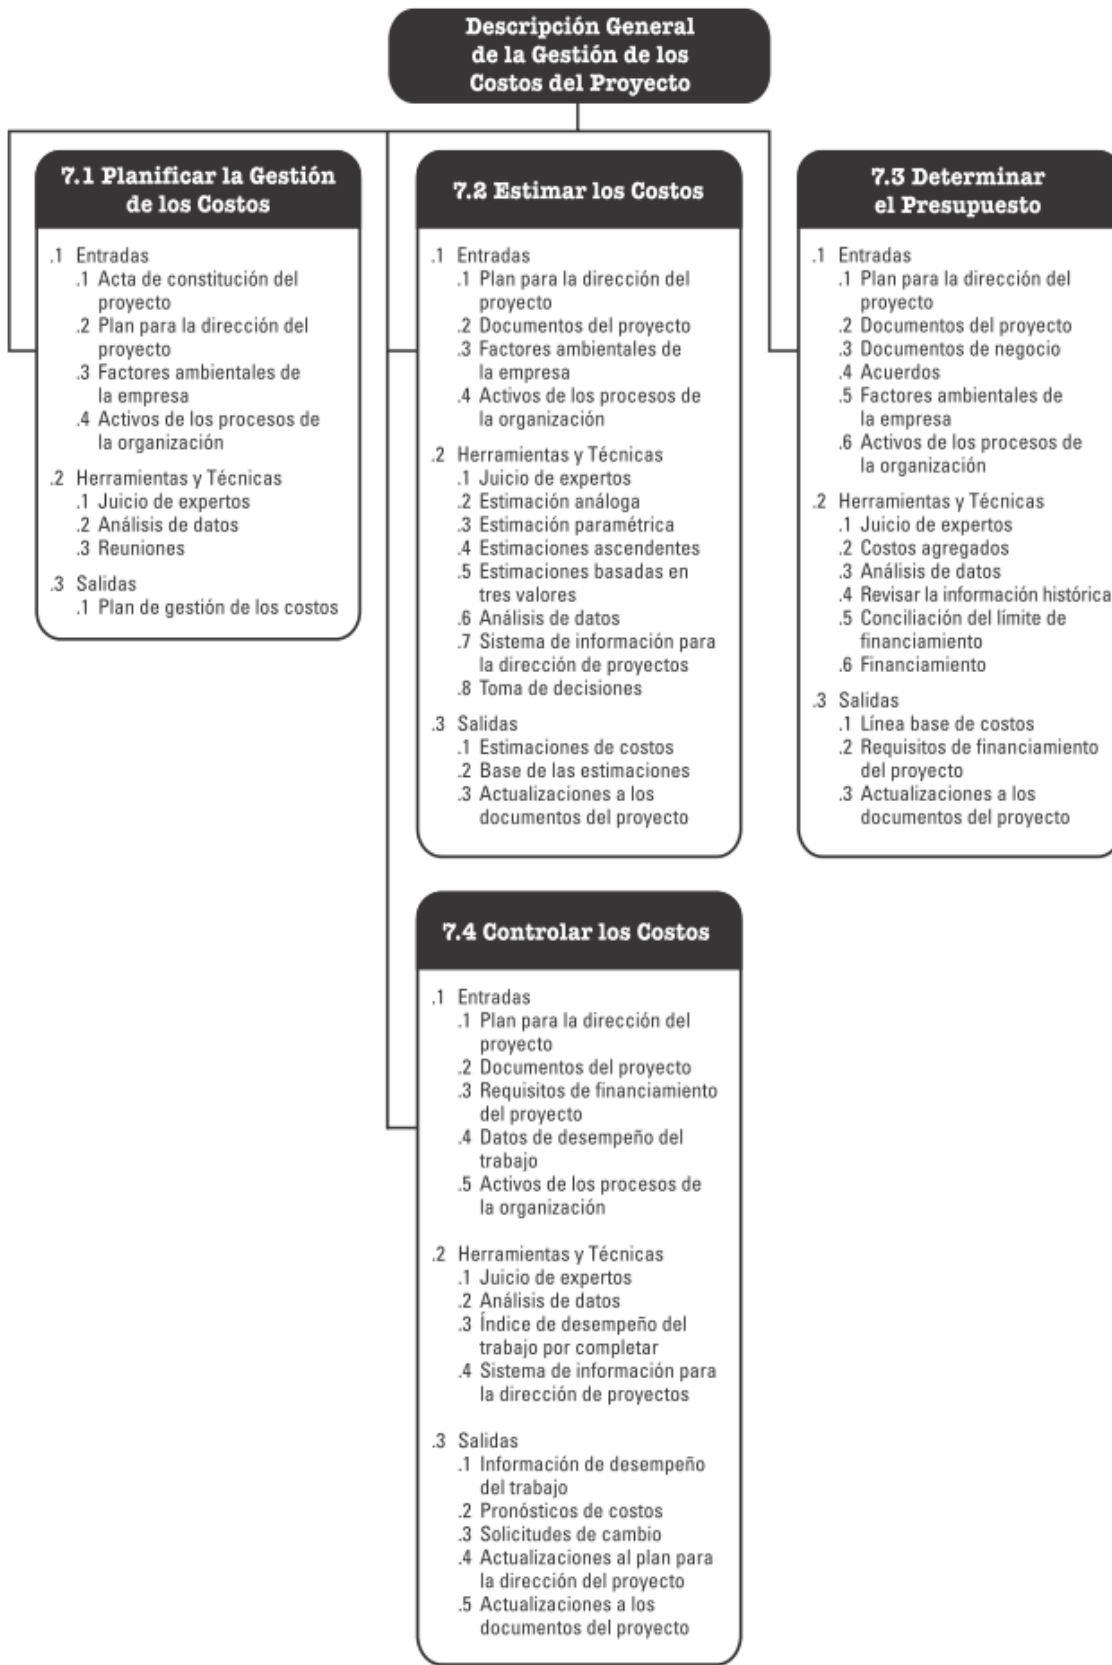 Descripción General
de la Gestión de los
Costos del Proyecto
7.1 Planificar la Gestión
de los Costos
.1 Entradas
.1 Acta de constitución del
proyecto
.2 Plan para la dirección del
proyecto
.3 Factores ambientales de
la empresa
.4 Activos de los procesos de
la organización
.2 Herramientas y Técnicas
.1 Juicio de expertos
.2 Análisis de datos
.3 Reuniones
.3 Salidas
.1 Plan de gestión de los costos
7.2 Estimar los Costos
.1 Entradas
.1 Plan para la dirección del
proyecto
.2 Documentos del proyecto
.3 Factores ambientales de
la empresa
.4 Activos de los procesos de
la organización
.2 Herramientas y Técnicas
.1 Juicio de expertos
.2 Estimación análoga
.3 Estimación paramétrica
.4 Estimaciones ascendentes
.5 Estimaciones basadas en
tres valores
.6 Análisis de datos
.7 Sistema de información para
la dirección de proyectos
.8 Toma de decisiones
.3 Salidas
.1 Estimaciones de costos
.2 Base de las estimaciones
.3 Actualizaciones a los
documentos del proyecto
7.3 Determinar
el Presupuesto
.1 Entradas
.1 Plan para la dirección del
proyecto
.2 Documentos del proyecto
.3 Documentos de negocio
.4 Acuerdos
.5 Factores ambientales de
la empresa
.6 Activos de los procesos de
la organización
.2 Herramientas y Técnicas
.1 Juicio de expertos
.2 Costos agregados
.3 Análisis de datos
.4 Revisar la información histórica
.5 Conciliación del límite de
financiamiento
.6 Financiamiento
.3 Salidas
.1 Línea base de costos
.2 Requisitos de financiamiento
del proyecto
.3 Actualizaciones a los
documentos del proyecto
7.4 Controlar los Costos
.1 Entradas
.1 Plan para la dirección del
proyecto
.2 Documentos del proyecto
.3 Requisitos de financiamiento
del proyecto
.4 Datos de desempeño del
trabajo
.5 Activos de los procesos de
la organización
.2 Herramientas y Técnicas
.1 Juicio de expertos
.2 Análisis de datos
.3 Índice de desempeño del
trabajo por completar
.4 Sistema de información para
la dirección de proyectos
.3 Salidas
.1 Información de desempeño
del trabajo
.2 Pronósticos de costos
.3 Solicitudes de cambio
.4 Actualizaciones al plan para
la dirección del proyecto
.5 Actualizaciones a los
documentos del proyecto